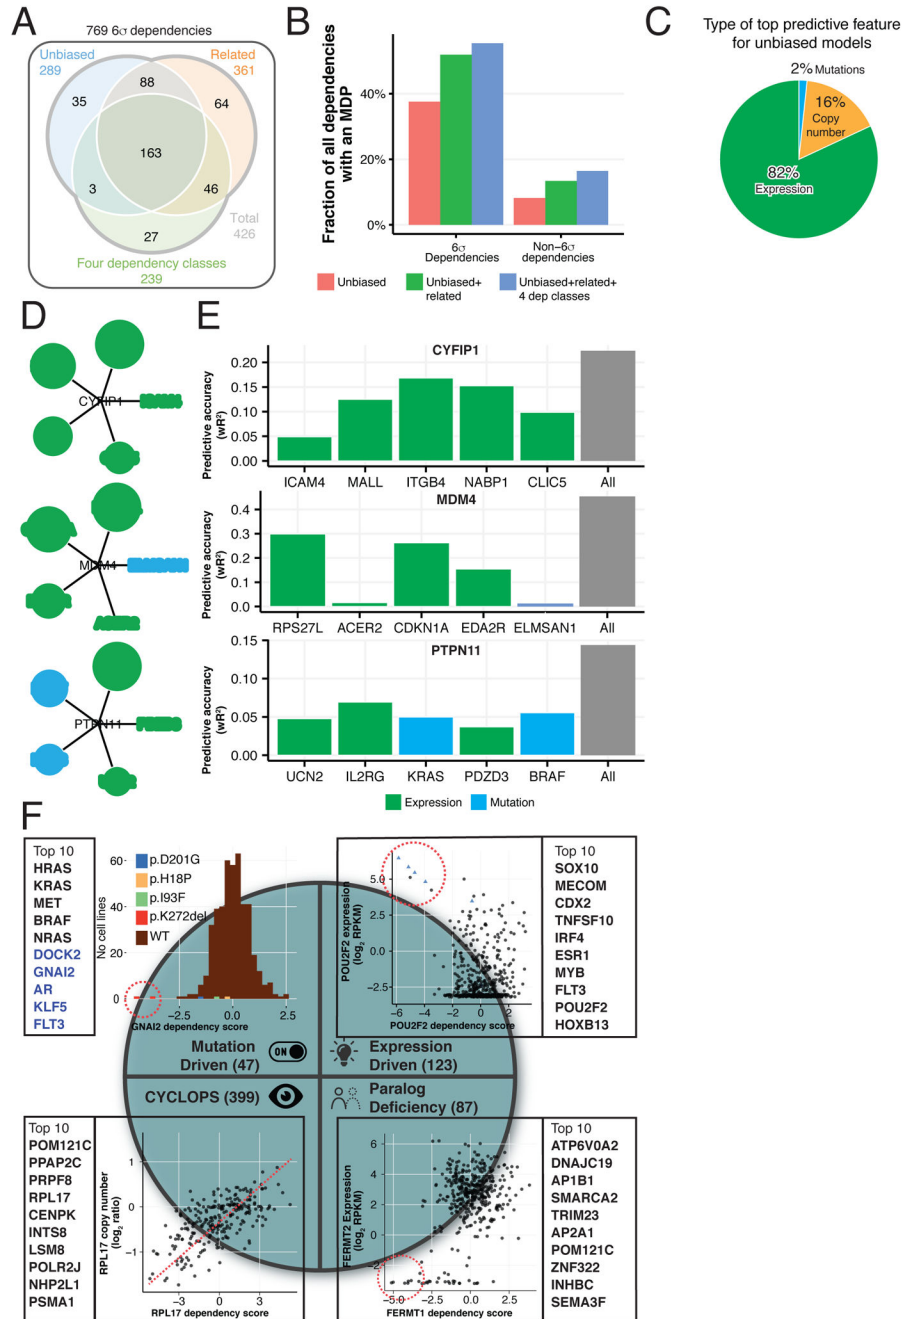 A
769 6σ dependencies
Unbiased
289
Related
361
88
35
64
163
3
46
27
Total
426
Four dependency classes
239
B
Fraction of all dependencies
with an MDP
40%
20%
0%
6σ
Dependencies
Non−6σ
dependencies
Unbiased
Unbiased+
related
Unbiased+related+
4 dep classes
C
Type of top predictive feature
for unbiased models
2% Mutations
16%
Copy
number
82%
Expression
D
CYFIP1
MDM4
PTPN11
E
CYFIP1
Predictive accuracy
(wR²)
0.20
0.15
0.10
0.05
0.00
ICAM4 MALL ITGB4 NABP1 CLIC5 All
MDM4
Predictive accuracy
(wR²)
0.4
0.3
0.2
0.1
0.0
RPS27L ACER2 CDKN1A EDA2R ELMSAN1 All
PTPN11
Predictive accuracy
(wR²)
0.15
0.10
0.05
0.00
UCN2 IL2RG KRAS PDZD3 BRAF All
Expression Mutation
F
Top 10
HRAS
KRAS
MET
BRAF
NRAS
DOCK2
GNAI2
AR
KLF5
FLT3
No cell lines
60
40
20
0
p.D201G
p.H18P
p.I93F
p.K272del
WT
−2.5 0.0 2.5
GNAI2 dependency score
Mutation
Driven (47)
ON
POU2F2 expression
(log2 RPKM)
5.0
2.5
0.0
−2.5
−6 −4 −2 0 2
POU2F2 dependency score
Expression
Driven (123)
Top 10
SOX10
MECOM
CDX2
TNFSF10
IRF4
ESR1
MYB
FLT3
POU2F2
HOXB13
CYCLOPS (399)
Paralog
Deficiency (87)
Top 10
POM121C
PPAP2C
PRPF8
RPL17
CENPK
INTS8
LSM8
POLR2J
NHP2L1
PSMA1
RPL17 copy number
(log2 ratio)
1
0
−1
−3 0 3
RPL17 dependency score
FERMT2 Expression
(log2 RPKM)
6
4
2
0
−2
−5.0 −2.5 0.0 2.5
FERMT1 dependency score
Top 10
ATP6V0A2
DNAJC19
AP1B1
SMARCA2
TRIM23
AP2A1
POM121C
ZNF322
INHBC
SEMA3F